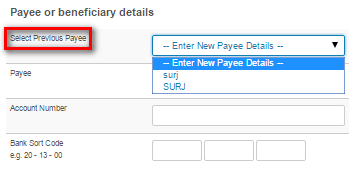 Payee or beneficiary details
Select Previous Payee
-- Enter New Payee Details --
-- Enter New Payee Details --
surj
SURJ
Payee
Account Number
Bank Sort Code
e.g. 20 - 13 - 00